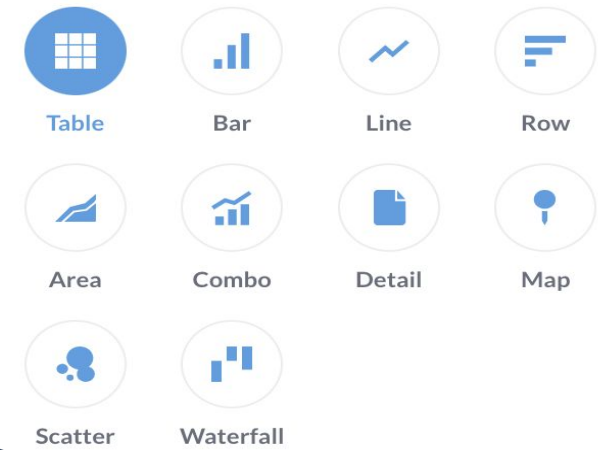 Table Bar Line Row
Area Combo Detail Map
Scatter Waterfall